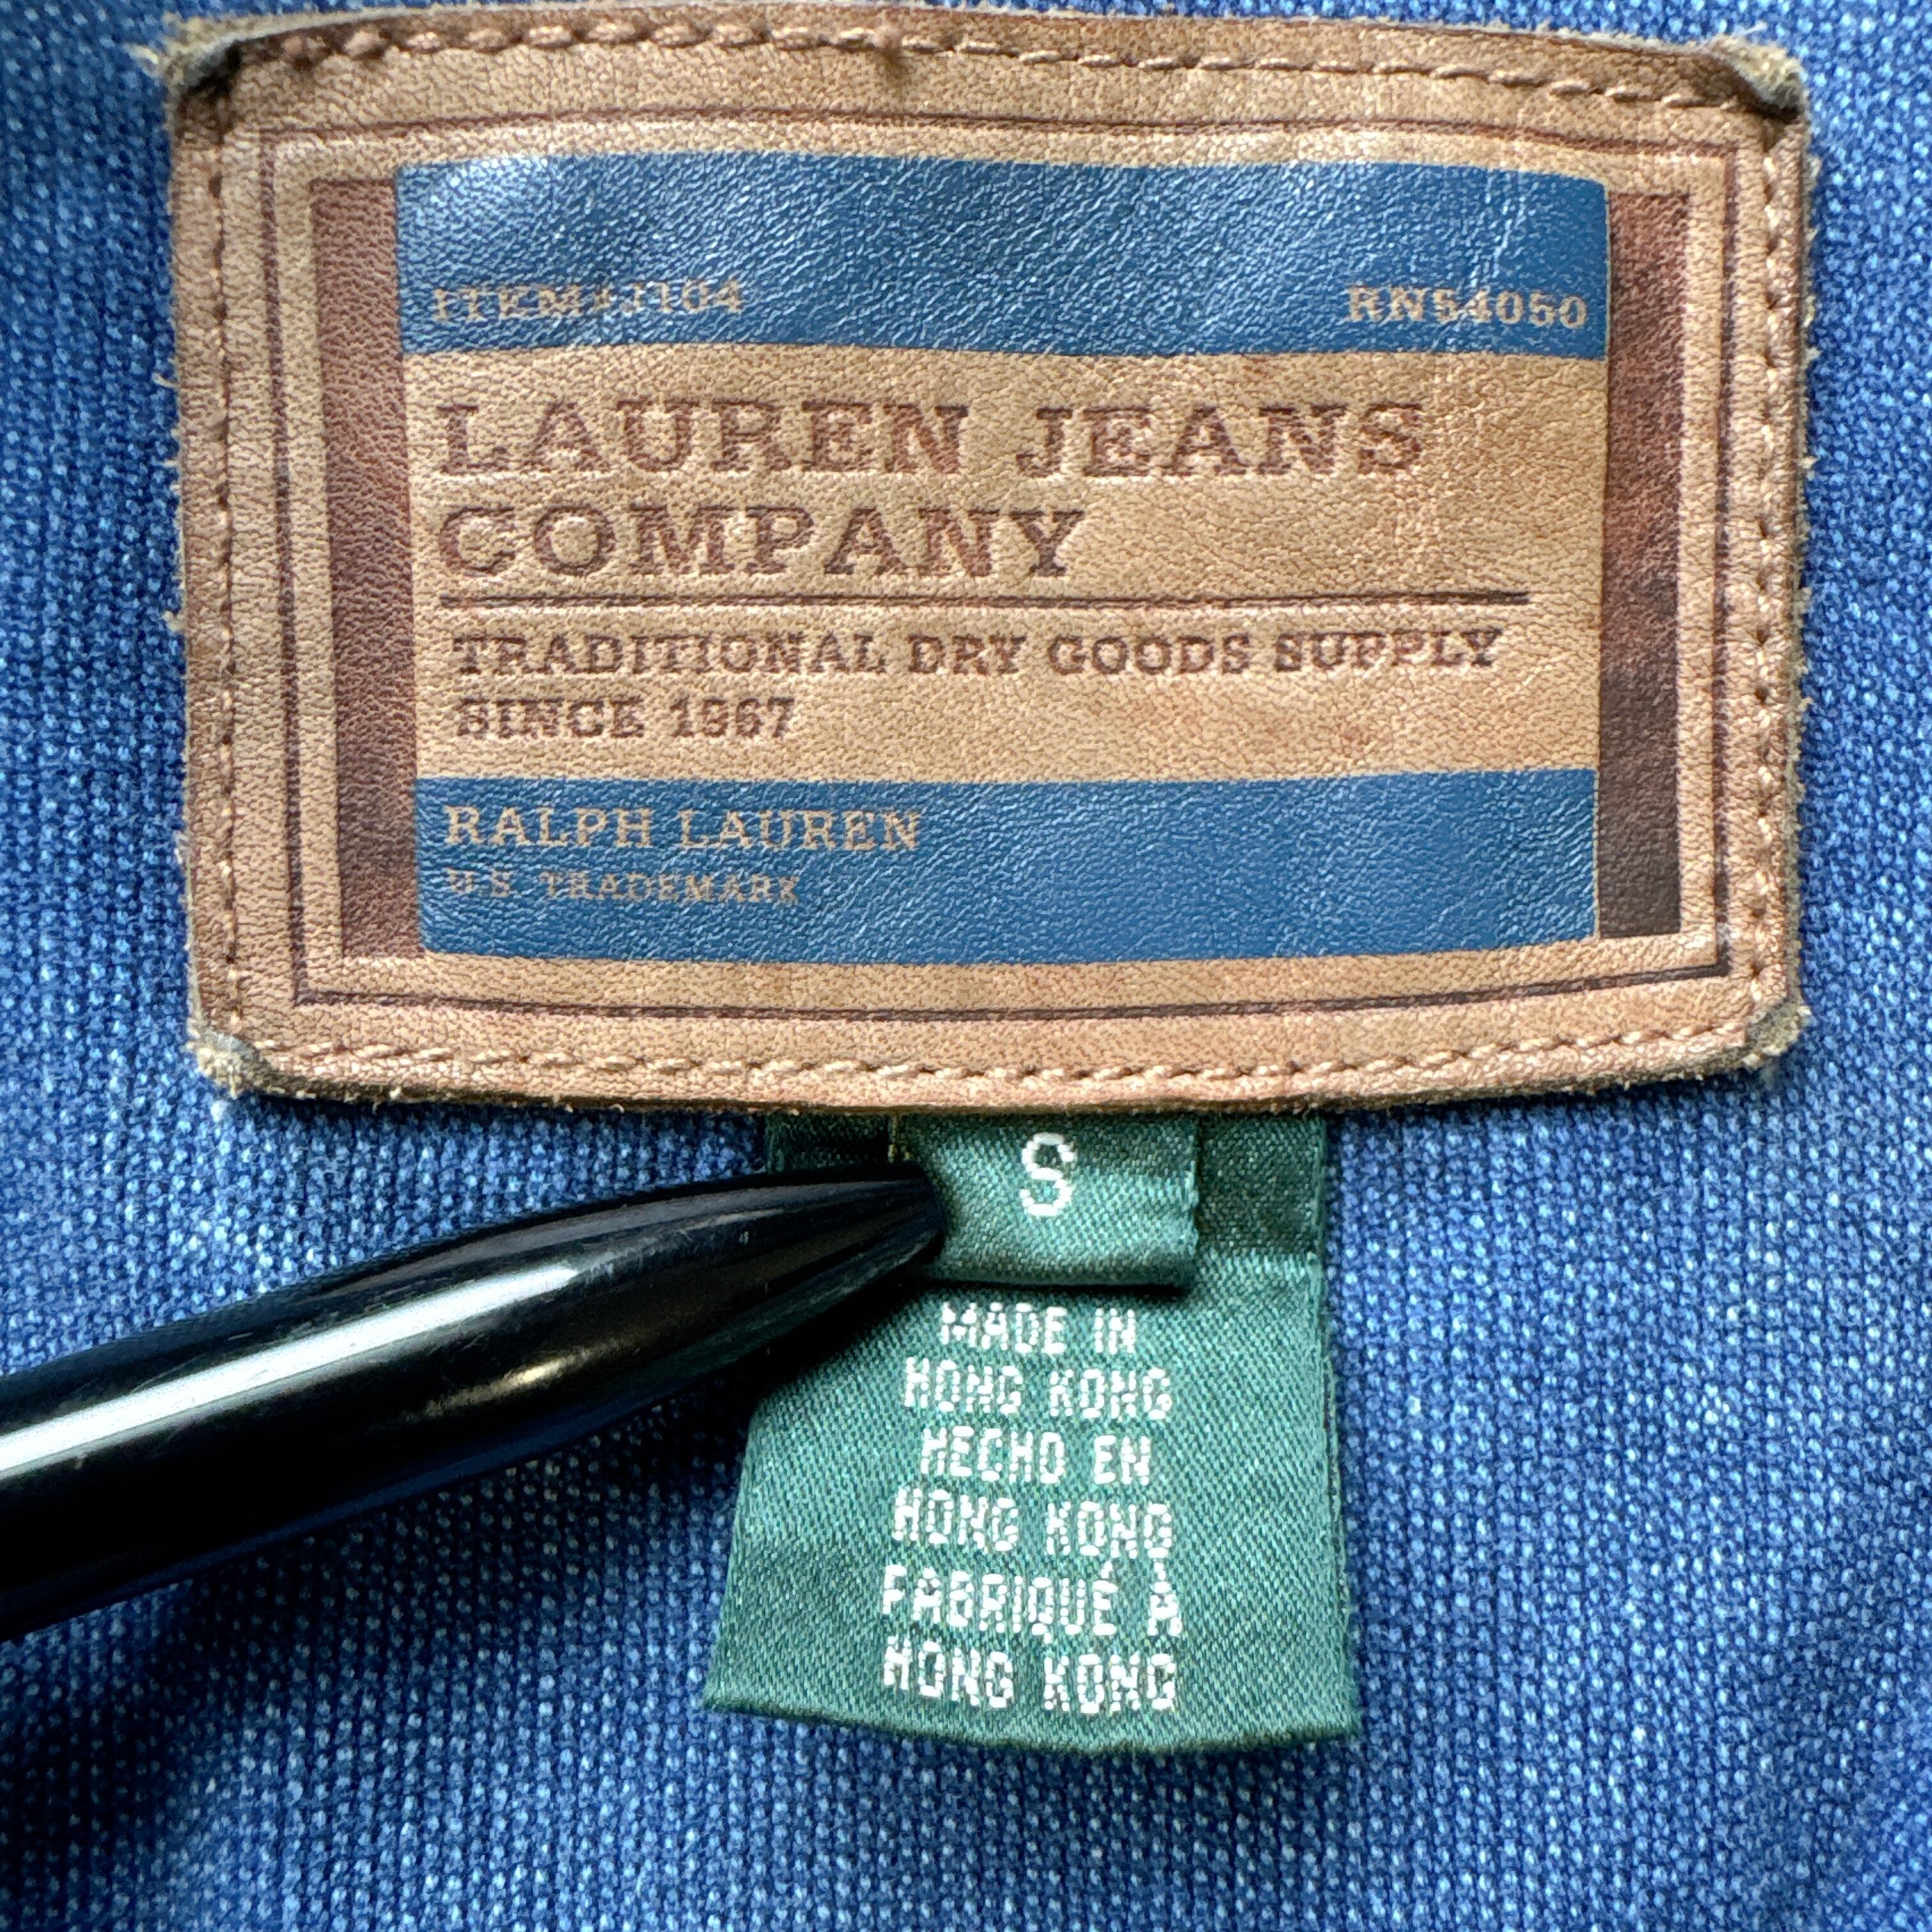 ITEM#J104 RN54050
LAUREN JEANS
COMPANY
TRADITIONAL DRY GOODS SUPPLY
SINCE 1967
RALPH LAUREN
U.S. TRADEMARK
S
MADE IN
HONG KONG
HECHO EN
HONG KONG
FABRIQUÉ À
HONG KONG